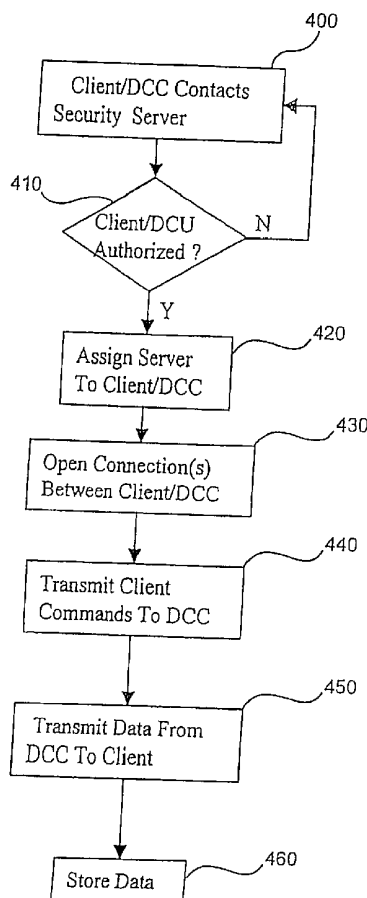 400
Client/DCC Contacts
Security Server
410
Client/DCU
Authorized ?
N
Y
420
Assign Server
To Client/DCC
430
Open Connection(s)
Between Client/DCC
440
Transmit Client
Commands To DCC
450
Transmit Data From
DCC To Client
460
Store Data